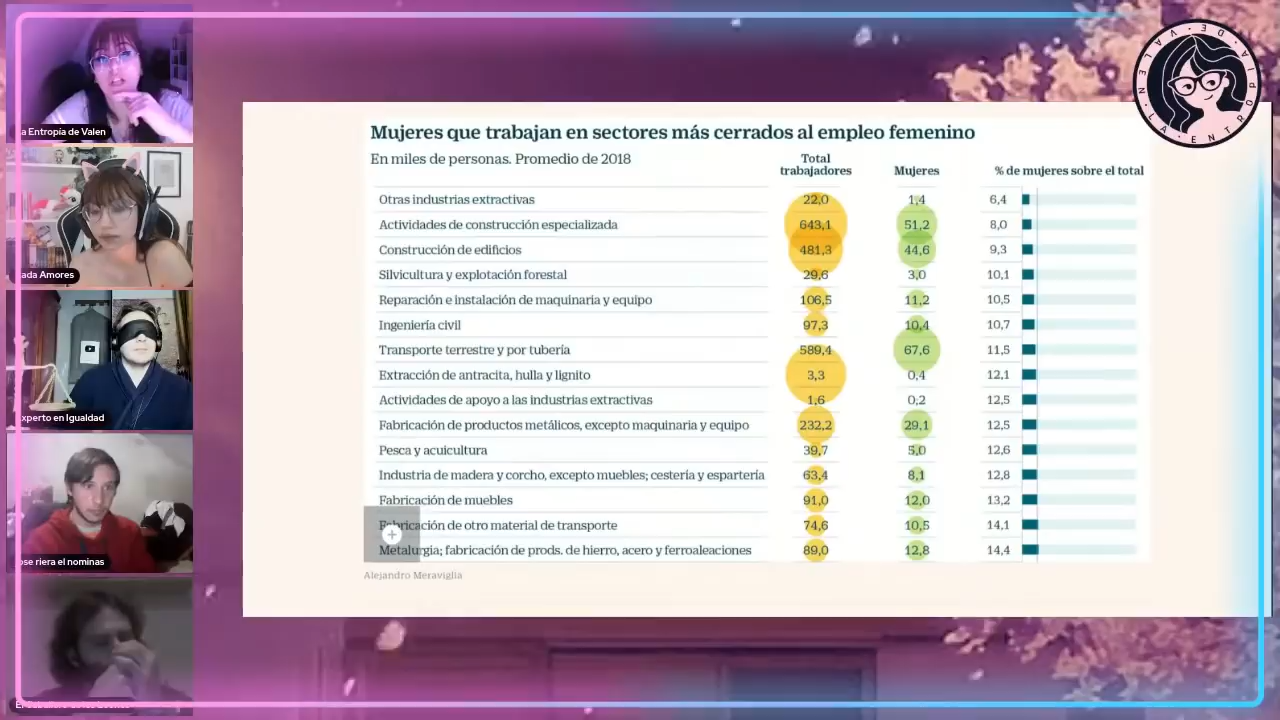 a Entropía de Valen
ada Amores
xperto en Igualdad
ose riera el nominas
LA ENTROPIA DE VALEN
Mujeres que trabajan en sectores más cerrados al empleo femenino
En miles de personas. Promedio de 2018
Total trabajadores
Mujeres
% de mujeres sobre el total
Otras industrias extractivas 22,0 1,4 6,4
Actividades de construcción especializada 643,1 51,2 8,0
Construcción de edificios 481,3 44,6 9,3
Silvicultura y explotación forestal 29,6 3,0 10,1
Reparación e instalación de maquinaria y equipo 106,5 11,2 10,5
Ingeniería civil 97,3 10,4 10,7
Transporte terrestre y por tubería 589,4 67,6 11,5
Extracción de antracita, hulla y lignito 3,3 0,4 12,1
Actividades de apoyo a las industrias extractivas 1,6 0,2 12,5
Fabricación de productos metálicos, excepto maquinaria y equipo 232,2 29,1 12,5
Pesca y acuicultura 39,7 5,0 12,6
Industria de madera y corcho, excepto muebles; cestería y espartería 63,4 8,1 12,8
Fabricación de muebles 91,0 12,0 13,2
Fabricación de otro material de transporte 74,6 10,5 14,1
Metalurgia; fabricación de prods. de hierro, acero y ferroaleaciones 89,0 12,8 14,4
Alejandro Meraviglia